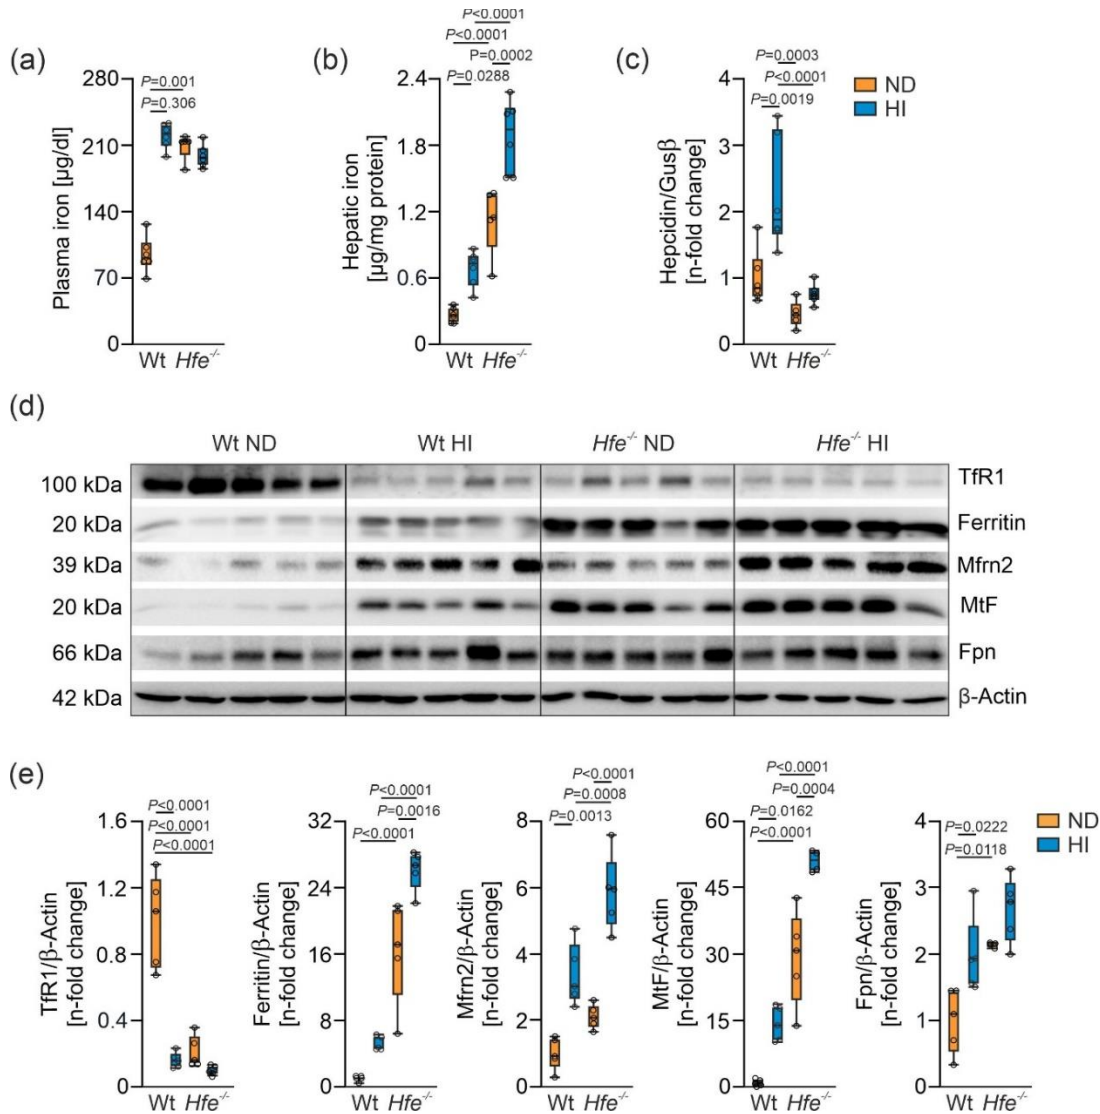 (a)
P=0.001
P=0.306
280
210
140
70
0
Plasma iron [µg/dl]
Wt Hfe-/-
(b)
P<0.0001
P<0.0001
P=0.0002
P=0.0288
2.4
1.8
1.2
0.6
0
Hepatic iron
[µg/mg protein]
Wt Hfe-/-
(c)
P=0.0003
P<0.0001
P=0.0019
4
3
2
1
0
Hepcidin/Gusβ
[n-fold change]
Wt Hfe-/-
ND
HI
(d)
Wt ND Wt HI Hfe-/- ND Hfe-/- HI
100 kDa TfR1
20 kDa Ferritin
39 kDa Mfrn2
20 kDa MtF
66 kDa Fpn
42 kDa β-Actin
(e)
P<0.0001
P<0.0001
P<0.0001
1.6
1.2
0.8
0.4
0
TfR1/β-Actin
[n-fold change]
Wt Hfe-/-
P<0.0001
P=0.0016
P<0.0001
32
24
16
8
0
Ferritin/β-Actin
[n-fold change]
Wt Hfe-/-
P<0.0001
P=0.0008
P=0.0013
8
6
4
2
0
Mfrn2/β-Actin
[n-fold change]
Wt Hfe-/-
P<0.0001
P=0.0004
P=0.0162
P<0.0001
60
45
30
15
0
MtF/β-Actin
[n-fold change]
Wt Hfe-/-
P=0.0222
P=0.0118
4
3
2
1
0
Fpn/β-Actin
[n-fold change]
Wt Hfe-/-
ND
HI